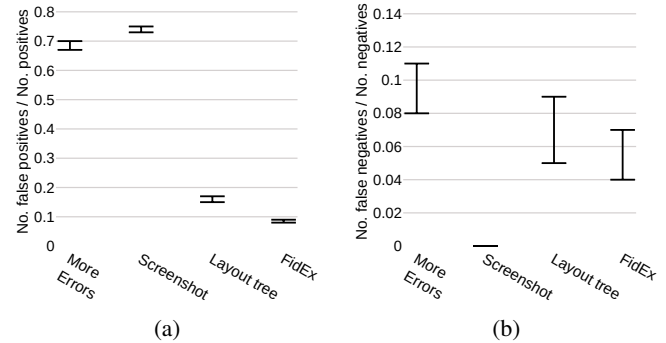 No. false positives / No. positives
0.8
0.7
0.6
0.5
0.4
0.3
0.2
0.1
0
More
Errors
Screenshot
Layout tree
FidEx
(a)
No. false negatives / No. negatives
0.14
0.12
0.1
0.08
0.06
0.04
0.02
0
More
Errors
Screenshot
Layout tree
FidEx
(b)